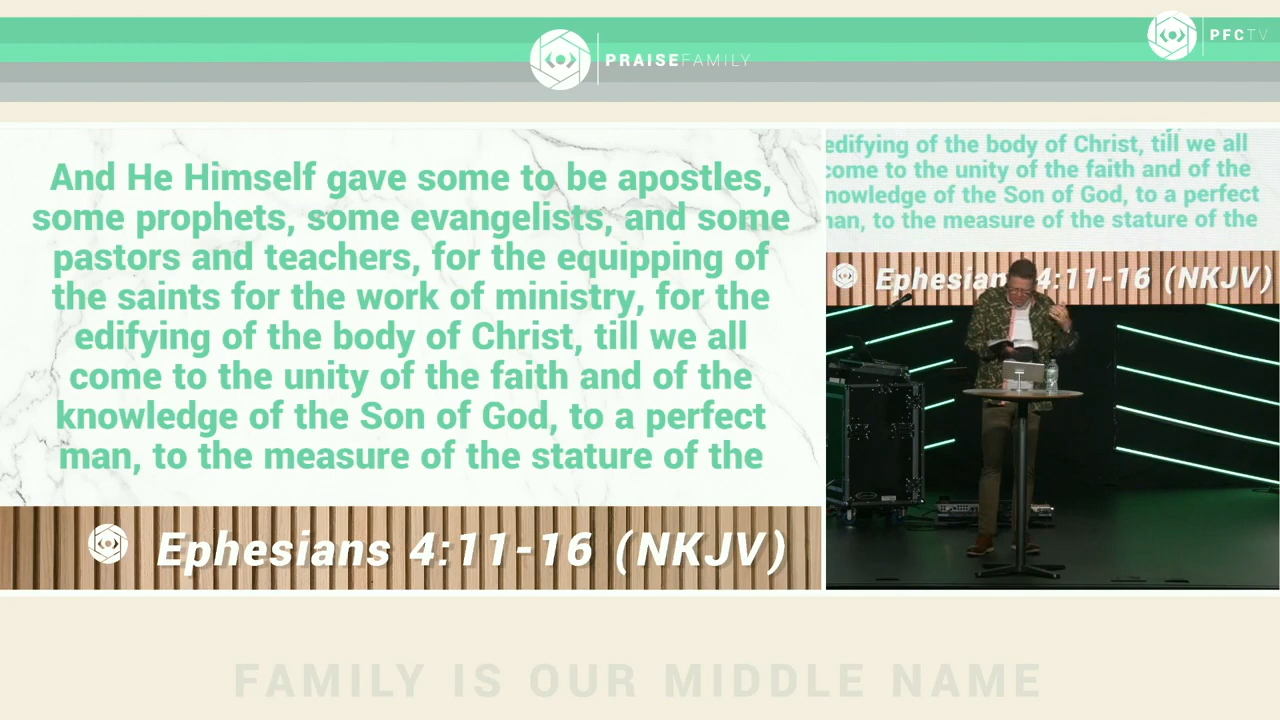 PRAISEFAMILY
PFCTV
And He Himself gave some to be apostles,
some prophets, some evangelists, and some
pastors and teachers, for the equipping of
the saints for the work of ministry, for the
edifying of the body of Christ, till we all
come to the unity of the faith and of the
knowledge of the Son of God, to a perfect
man, to the measure of the stature of the
Ephesians 4:11-16 (NKJV)
edifying of the body of Christ, till we all
come to the unity of the faith and of the
nowledge of the Son of God, to a perfect
man, to the measure of the stature of the
Ephesian 4:11-16 (NKJV)
FAMILY IS OUR MIDDLE NAME